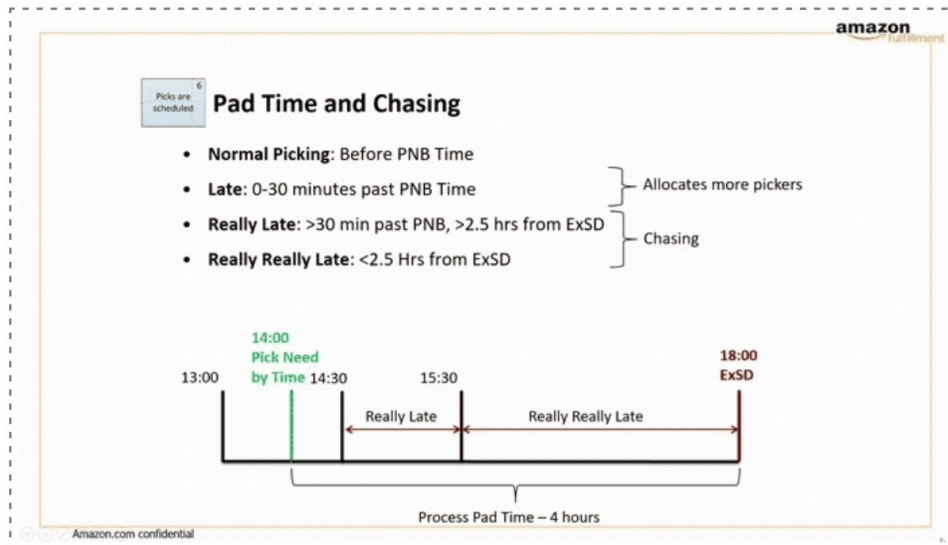 amazon
fulfillment
6
Picks are
scheduled
Pad Time and Chasing
• Normal Picking: Before PNB Time
• Late: 0-30 minutes past PNB Time
Allocates more pickers
• Really Late: >30 min past PNB, >2.5 hrs from ExSD
Chasing
• Really Really Late: <2.5 Hrs from ExSD
14:00
Pick Need
by Time
13:00
14:30
15:30
18:00
ExSD
Really Late
Really Really Late
Process Pad Time – 4 hours
Amazon.com confidential